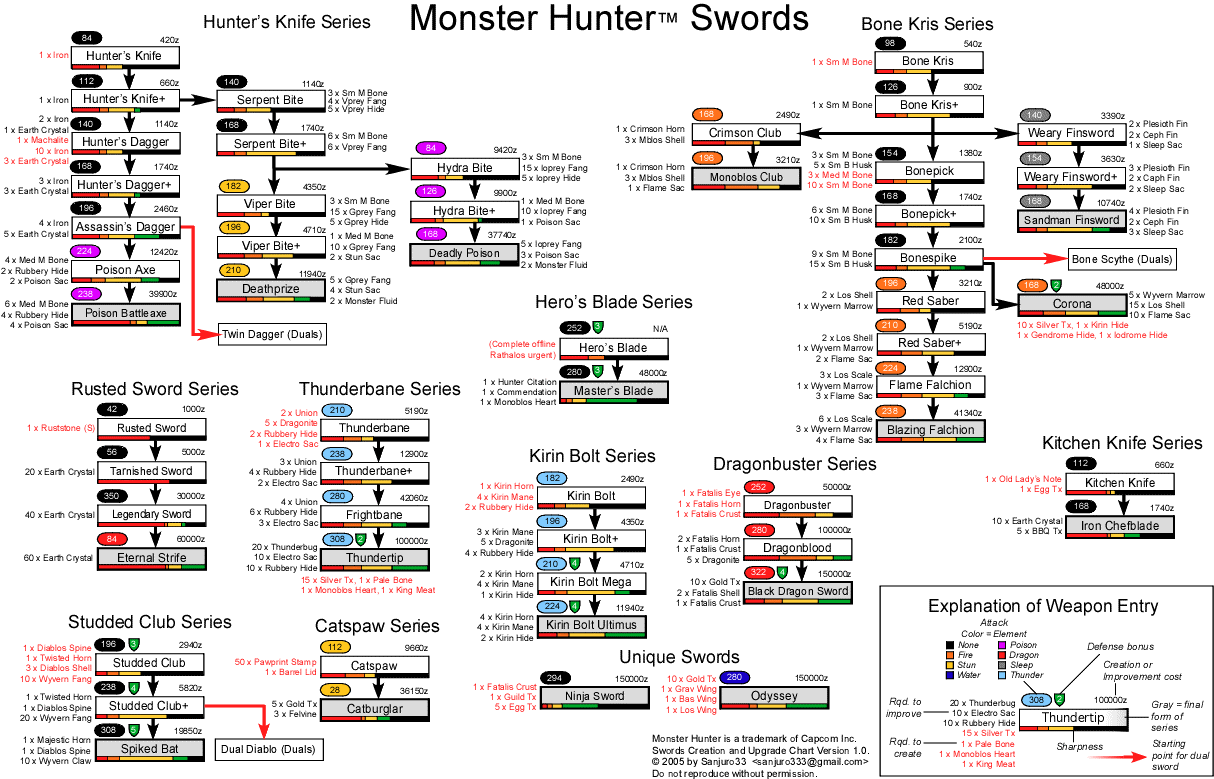 Monster Hunter™ Swords
Hunter's Knife Series
84 420z
1 x Iron
Hunter's Knife
112 660z
1 x Iron
Hunter's Knife+
140 1140z
2 x Iron
1 x Earth Crystal
1 x Machalite
10 x Iron
3 x Earth Crystal
Hunter's Dagger
168 1740z
3 x Iron
3 x Earth Crystal
Hunter's Dagger+
196 2460z
4 x Iron
5 x Earth Crystal
Assassin's Dagger
224 12420z
4 x Med M Bone
2 x Rubbery Hide
2 x Poison Sac
Poison Axe
238 39900z
6 x Med M Bone
4 x Rubbery Hide
4 x Poison Sac
Poison Battleaxe
Twin Dagger (Duals)
140 1140z
Serpent Bite
3 x Sm M Bone
4 x Vprey Fang
5 x Vprey Hide
168 1740z
Serpent Bite+
6 x Sm M Bone
6 x Vprey Fang
182 4350z
Viper Bite
3 x Sm M Bone
15 x Gprey Fang
5 x Gprey Hide
196 4710z
Viper Bite+
1 x Med M Bone
10 x Gprey Fang
2 x Stun Sac
210 11940z
Deathprize
5 x Gprey Fang
4 x Stun Sac
2 x Monster Fluid
84 9420z
Hydra Bite
3 x Sm M Bone
15 x Ioprey Fang
5 x Ioprey Hide
126 9900z
Hydra Bite+
1 x Med M Bone
10 x Ioprey Fang
1 x Poison Sac
168 37740z
Deadly Poison
5 x Ioprey Fang
3 x Poison Sac
2 x Monster Fluid
Bone Kris Series
98 540z
1 x Sm M Bone
Bone Kris
126 900z
1 x Sm M Bone
Bone Kris+
168 2490z
1 x Crimson Horn
3 x Mblos Shell
Crimson Club
196 3210z
1 x Crimson Horn
3 x Mblos Shell
1 x Flame Sac
Monoblos Club
140 3390z
Weary Finsword
2 x Plesioth Fin
2 x Ceph Fin
2 x Sleep Sac
154 3630z
Weary Finsword+
3 x Plesioth Fin
2 x Caph Fin
2 x Sleep Sac
168 10740z
Sandman Finsword
4 x Plesioth Fin
2 x Ceph Fin
3 x Sleep Sac
154 1380z
3 x Sm M Bone
5 x Sm B Husk
3 x Med M Bone
10 x Sm M Bone
Bonepick
168 1740z
6 x Sm M Bone
10 x Sm B Husk
Bonepick+
182 2100z
9 x Sm M Bone
15 x Sm B Husk
Bonespike
Bone Scythe (Duals)
168 2 48000z
Corona
5 x Wyvern Marrow
15 x Los Shell
10 x Flame Sac
10 x Silver Tx, 1 x Kirin Hide
1 x Gendrome Hide, 1 x Iodrome Hide
196 3210z
2 x Los Shell
1 x Wyvern Marrow
Red Saber
210 5190z
2 x Los Shell
1 x Wyvern Marrow
2 x Flame Sac
Red Saber+
224 12900z
3 x Los Scale
1 x Wyvern Marrow
3 x Flame Sac
Flame Falchion
238 41340z
6 x Los Scale
3 x Wyvern Marrow
4 x Flame Sac
Blazing Falchion
Hero's Blade Series
252 3 N/A
(Complete offline
Rathalos urgent)
Hero's Blade
280 3 48000z
1 x Hunter Citation
1 x Commendation
1 x Monoblos Heart
Master's Blade
Rusted Sword Series
42 1000z
1 x Ruststone (S)
Rusted Sword
56 5000z
20 x Earth Crystal
Tarnished Sword
350 30000z
40 x Earth Crystal
Legendary Sword
84 60000z
60 x Earth Crystal
Eternal Strife
Thunderbane Series
210 5190z
2 x Union
5 x Dragonite
2 x Rubbery Hide
1 x Electro Sac
Thunderbane
238 12900z
3 x Union
4 x Rubbery Hide
2 x Electro Sac
Thunderbane+
280 42060z
4 x Union
6 x Rubbery Hide
3 x Electro Sac
Frightbane
308 2 100000z
20 x Thunderbug
10 x Electro Sac
10 x Rubbery Hide
Thundertip
15 x Silver Tx, 1 x Pale Bone
1 x Monoblos Heart, 1 x King Meat
Kirin Bolt Series
182 2490z
1 x Kirin Horn
4 x Kirin Mane
2 x Rubbery Hide
Kirin Bolt
196 4350z
3 x Kirin Mane
5 x Dragonite
4 x Rubbery Hide
Kirin Bolt+
210 4 4710z
2 x Kirin Horn
4 x Kirin Mane
1 x Kirin Hide
Kirin Bolt Mega
224 4 11940z
4 x Kirin Horn
4 x Kirin Mane
2 x Kirin Hide
Kirin Bolt Ultimus
Dragonbuster Series
252 50000z
1 x Fatalis Eye
1 x Fatalis Horn
1 x Fatalis Crust
Dragonbuster
280 100000z
2 x Fatalis Horn
1 x Fatalis Crust
5 x Dragonite
Dragonblood
322 4 150000z
10 x Gold Tx
2 x Fatalis Shell
1 x Fatalis Crust
Black Dragon Sword
Kitchen Knife Series
112 660z
1 x Old Lady's Note
1 x Egg Tx
Kitchen Knife
168 1740z
10 x Earth Crystal
5 x BBQ Tx
Iron Chefblade
Studded Club Series
196 3 2940z
1 x Diablos Spine
1 x Twisted Horn
3 x Diablos Shell
10 x Wyvern Fang
Studded Club
238 4 5820z
1 x Twisted Horn
1 x Diablos Spine
20 x Wyvern Fang
Studded Club+
308 5 19850z
1 x Majestic Horn
1 x Diablos Spine
10 x Wyvern Claw
Spiked Bat
Dual Diablo (Duals)
Catspaw Series
112 9660z
50 x Pawprint Stamp
1 x Barrel Lid
Catspaw
28 36150z
5 x Gold Tx
3 x Felvine
Catburglar
Unique Swords
294 150000z
1 x Fatalis Crust
1 x Guild Tx
5 x Egg Tx
Ninja Sword
280 150000z
10 x Gold Tx
1 x Grav Wing
1 x Bas Wing
1 x Los Wing
Odyssey
Monster Hunter is a trademark of Capcom Inc.
Swords Creation and Upgrade Chart Version 1.0.
© 2005 by Sanjuro33 <sanjuro333@gmail.com>
Do not reproduce without permission.
Explanation of Weapon Entry
Attack
Color = Element
None Poison
Fire Dragon
Stun Sleep
Water Thunder
Defense bonus
Creation or
Improvement cost
308 2 100000z
Rqd. to
improve
20 x Thunderbug
10 x Electro Sac
10 x Rubbery Hide
Thundertip
Gray = final
form of
series
Rqd. to
create
15 x Silver Tx
1 x Pale Bone
1 x Monoblos Heart
1 x King Meat
Sharpness
Starting
point for dual
sword